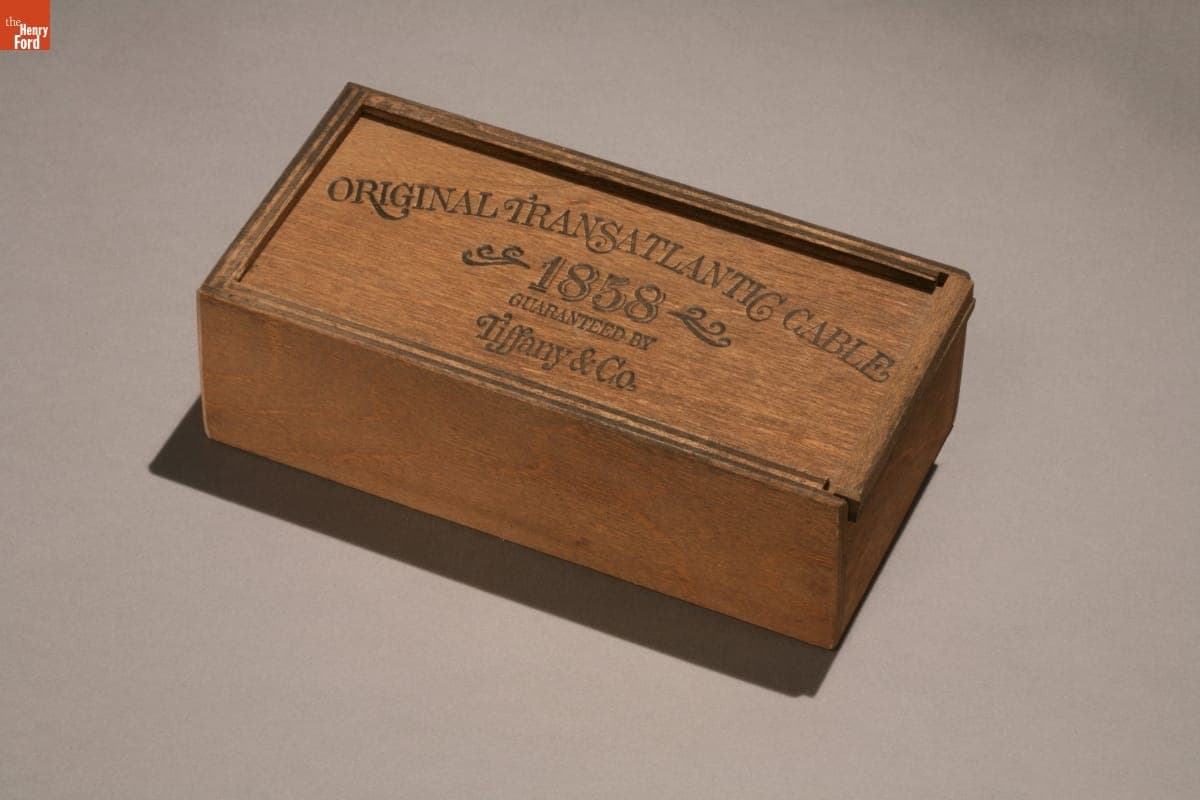 the
Henry
Ford
ORIGINAL TRANSATLANTIC CABLE
1858
GUARANTEED BY
Tiffany & Co.